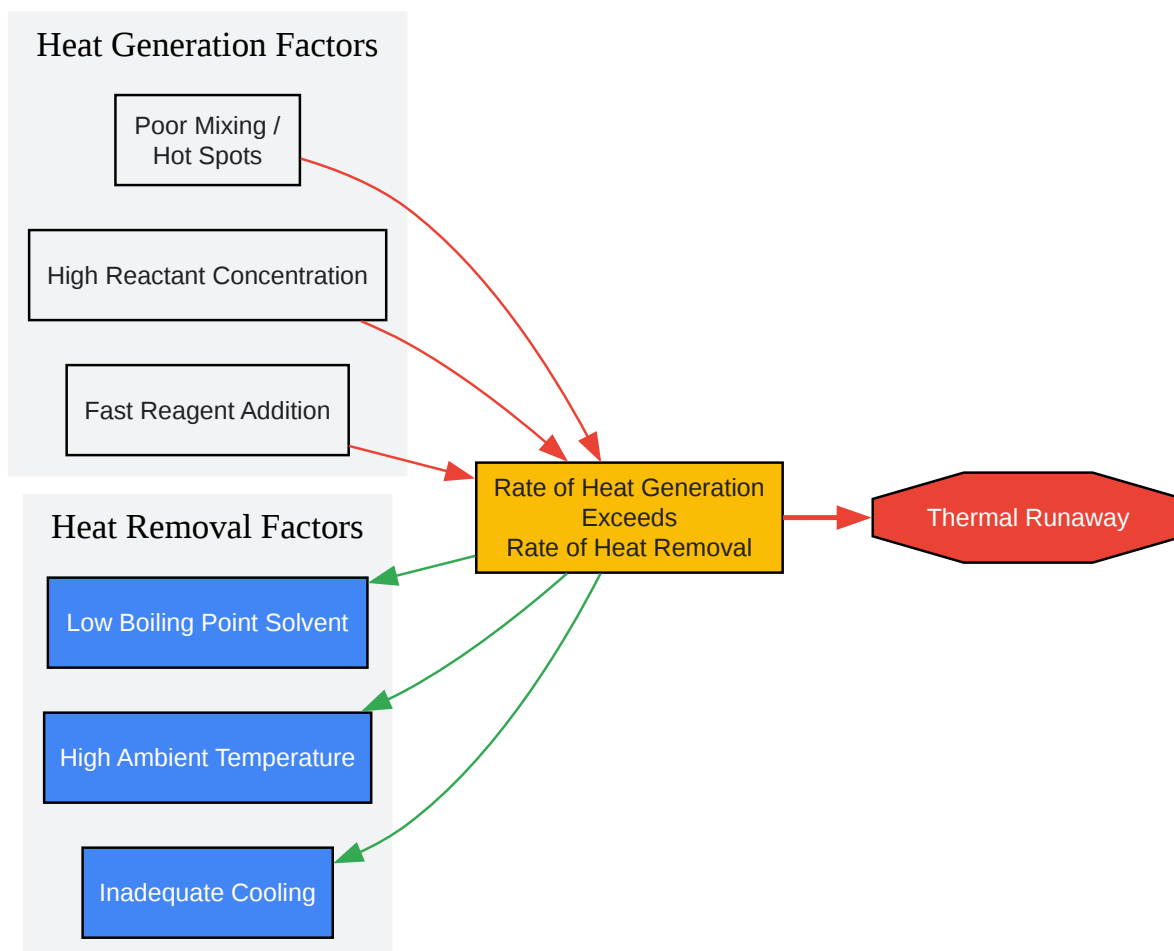 Heat Generation Factors
Poor Mixing /
Hot Spots
High Reactant Concentration
Fast Reagent Addition
Rate of Heat Generation
Exceeds
Rate of Heat Removal
Thermal Runaway
Heat Removal Factors
Low Boiling Point Solvent
High Ambient Temperature
Inadequate Cooling